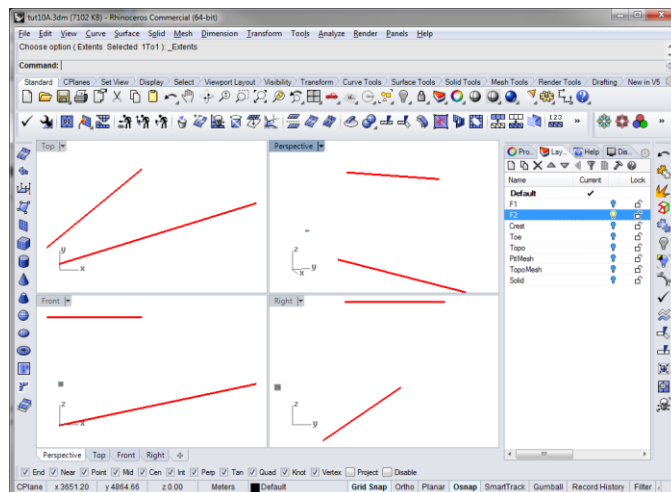 tut10A.3dm (7102 KB) - Rhinoceros Commercial (64-bit)
File Edit View Curve Surface Solid Mesh Dimension Transform Tools Analyze Render Panels Help
Choose option ( Extents Selected 1To1 ): _Extents
Command:
Standard CPlanes Set View Display Select Viewport Layout Visibility Transform Curve Tools Surface Tools Solid Tools Mesh Tools Render Tools Drafting New in V5
Top
Perspective
Pro... Lay... Help Dis...
Name Current Lock
Default
F1
F2
Crest
Toe
Topo
PitMesh
TopoMesh
Solid
y
x
z
y
x
Front
Right
z
x
z
y
Perspective Top Front Right
End Near Point Mid Cen Int Perp Tan Quad Knot Vertex Project Disable
CPlane x 3651.20 y 4864.66 z 0.00 Meters Default Grid Snap Ortho Planar Osnap SmartTrack Gumball Record History Filter